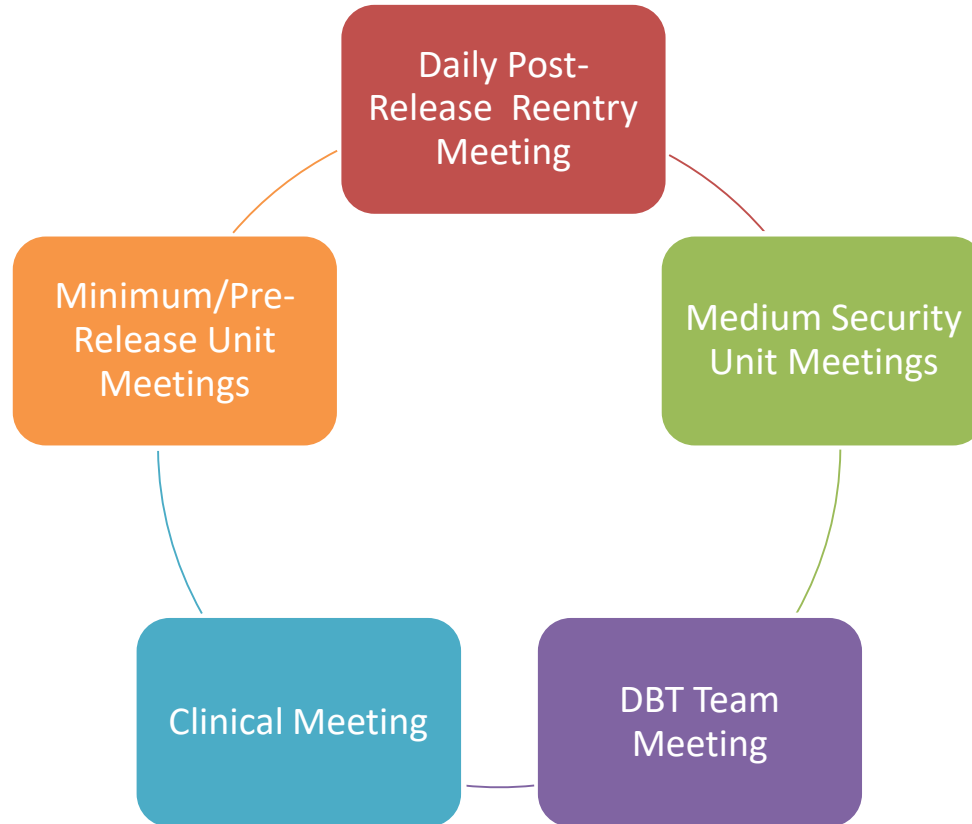 Daily Post-
Release  Reentry
Meeting
Minimum/Pre-
Release Unit
Meetings
Medium Security
Unit Meetings
Clinical Meeting
DBT Team
Meeting